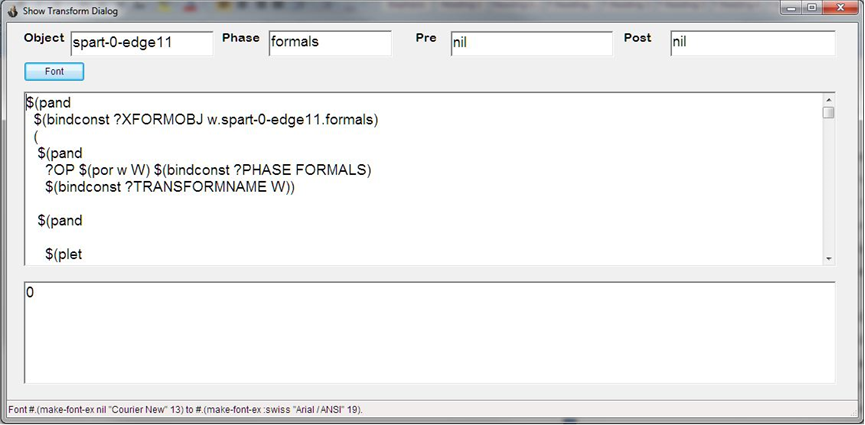 Show Transform Dialog
Object spart-0-edge11 Phase formals Pre nil Post nil
Font
$(pand
$(bindconst ?XFORMOBJ w.spart-0-edge11.formals)
(
$(pand
?OP $(por w W) $(bindconst ?PHASE FORMALS)
$(bindconst ?TRANSFORMNAME W))
$(pand
$(plet
0
Font #.(make-font-ex nil "Courier New" 13) to #.(make-font-ex :swiss "Arial / ANSI" 19).